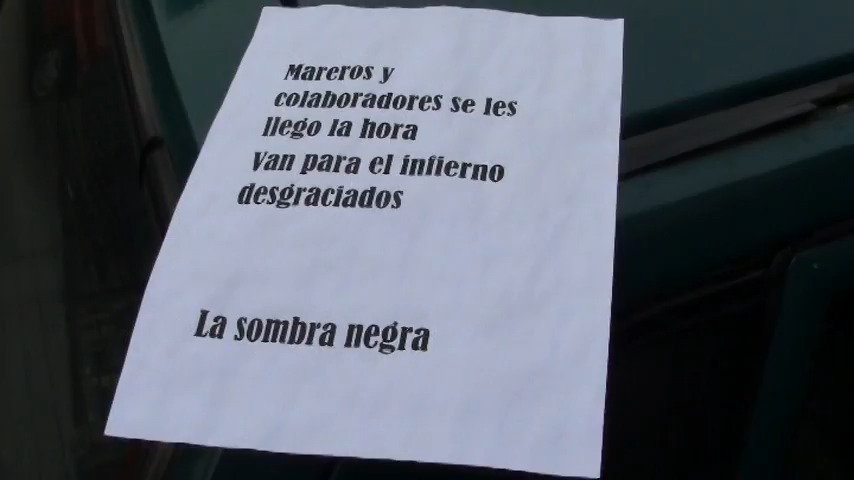 Mareros y
colaboradores se les
llego la hora
Van para el infierno
desgraciados
La sombra negra